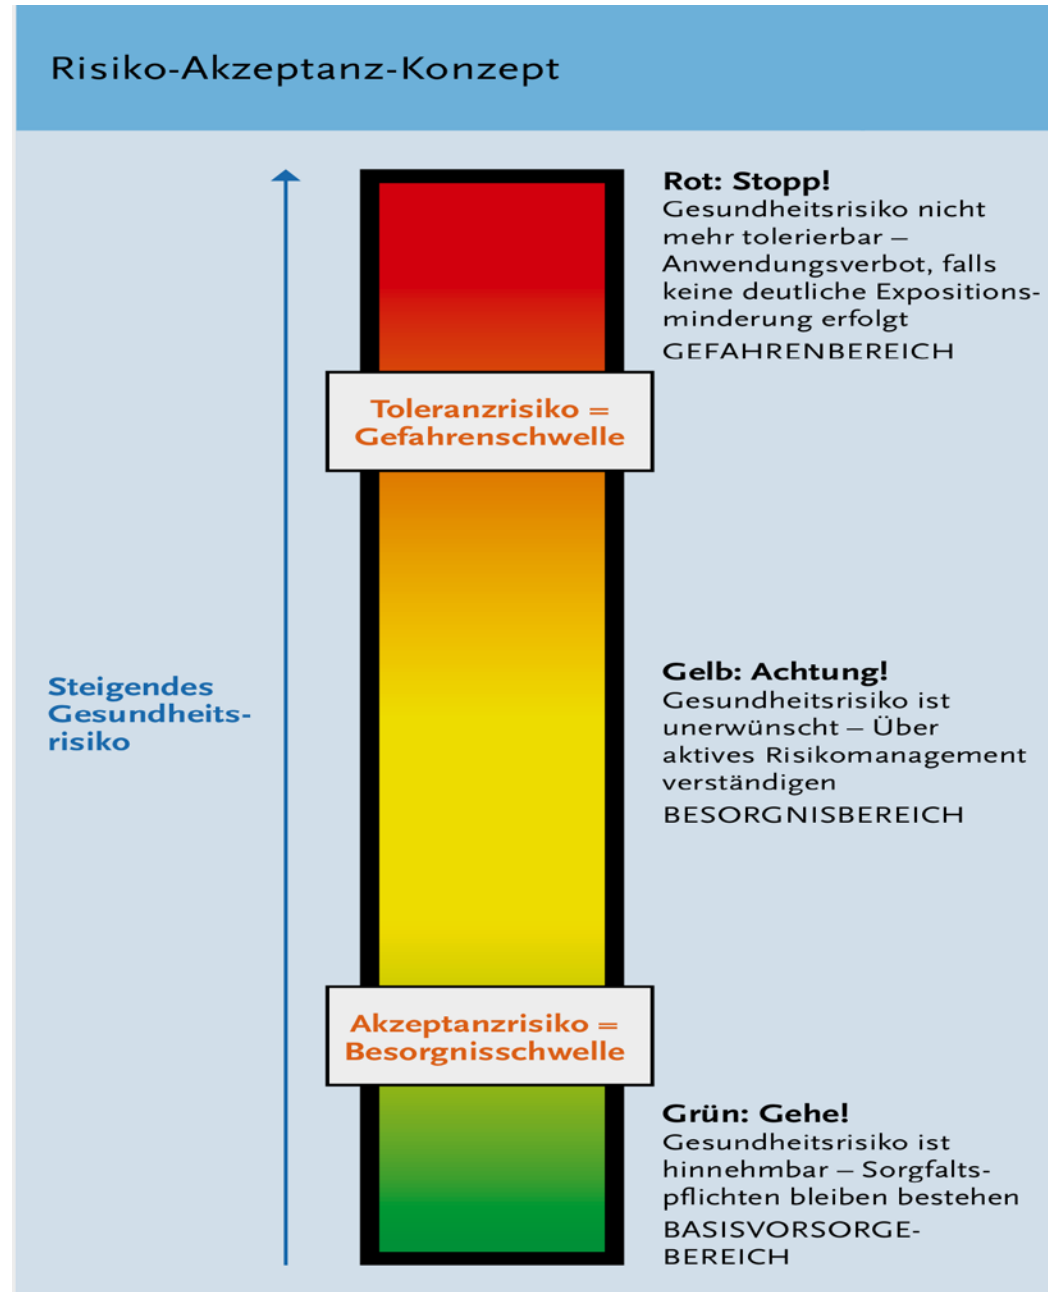 Risiko-Akzeptanz-Konzept
Rot: Stopp!
Gesundheitsrisiko nicht
mehr tolerierbar –
Anwendungsverbot, falls
keine deutliche Expositions-
minderung erfolgt
GEFAHRENBEREICH
Toleranzrisiko =
Gefahrenschwelle
Steigendes
Gesundheits-
risiko
Gelb: Achtung!
Gesundheitsrisiko ist
unerwünscht – Über
aktives Risikomanagement
verständigen
BESORGNISBEREICH
Akzeptanzrisiko =
Besorgnisschwelle
Grün: Gehe!
Gesundheitsrisiko ist
hinnehmbar – Sorgfalts-
pflichten bleiben bestehen
BASISVORSORGE-
BEREICH